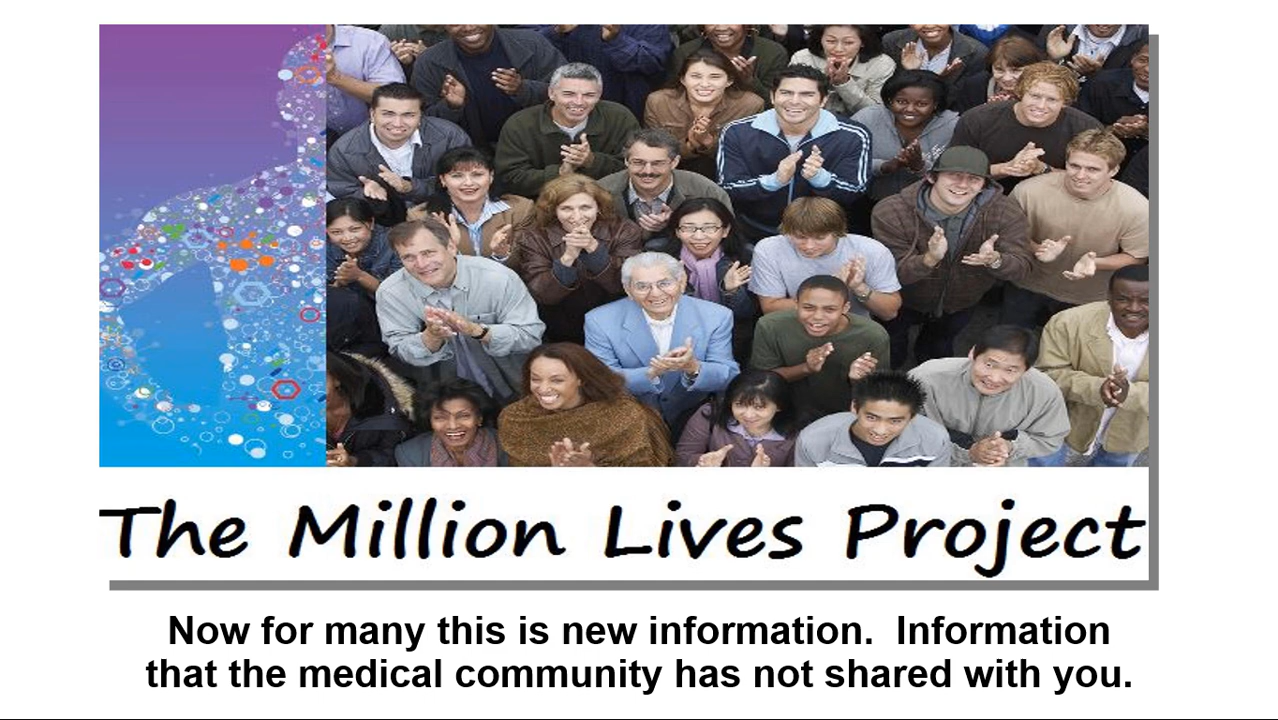 The Million Lives Project
Now for many this is new information.  Information
that the medical community has not shared with you.